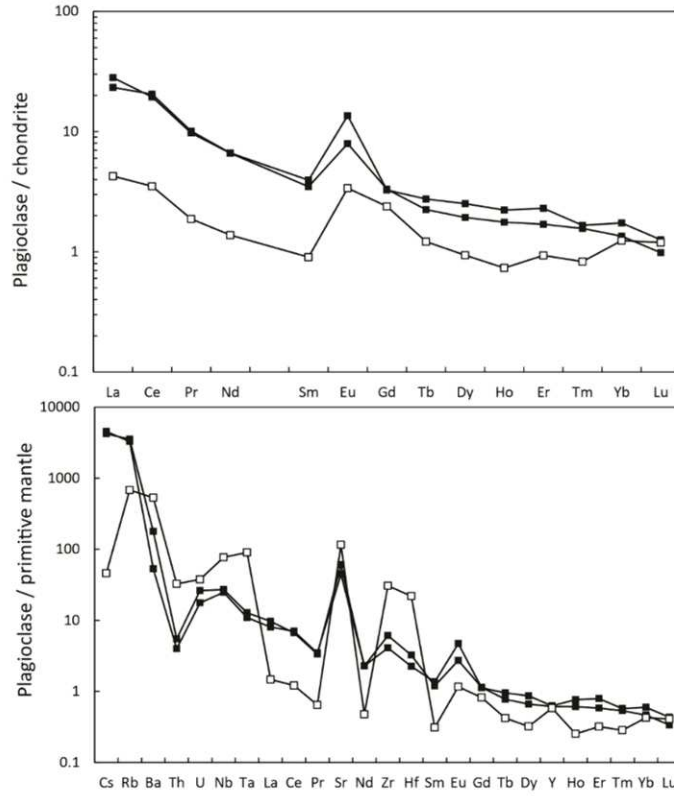 100
10
1
0.1
Plagioclase / chondrite
La Ce Pr Nd Sm Eu Gd Tb Dy Ho Er Tm Yb Lu
10000
1000
100
10
1
0.1
Plagioclase / primitive mantle
Cs Rb Ba Th U Nb Ta La Ce Pr Sr Nd Zr Hf Sm Eu Gd Tb Dy Y Ho Er Tm Yb Lu